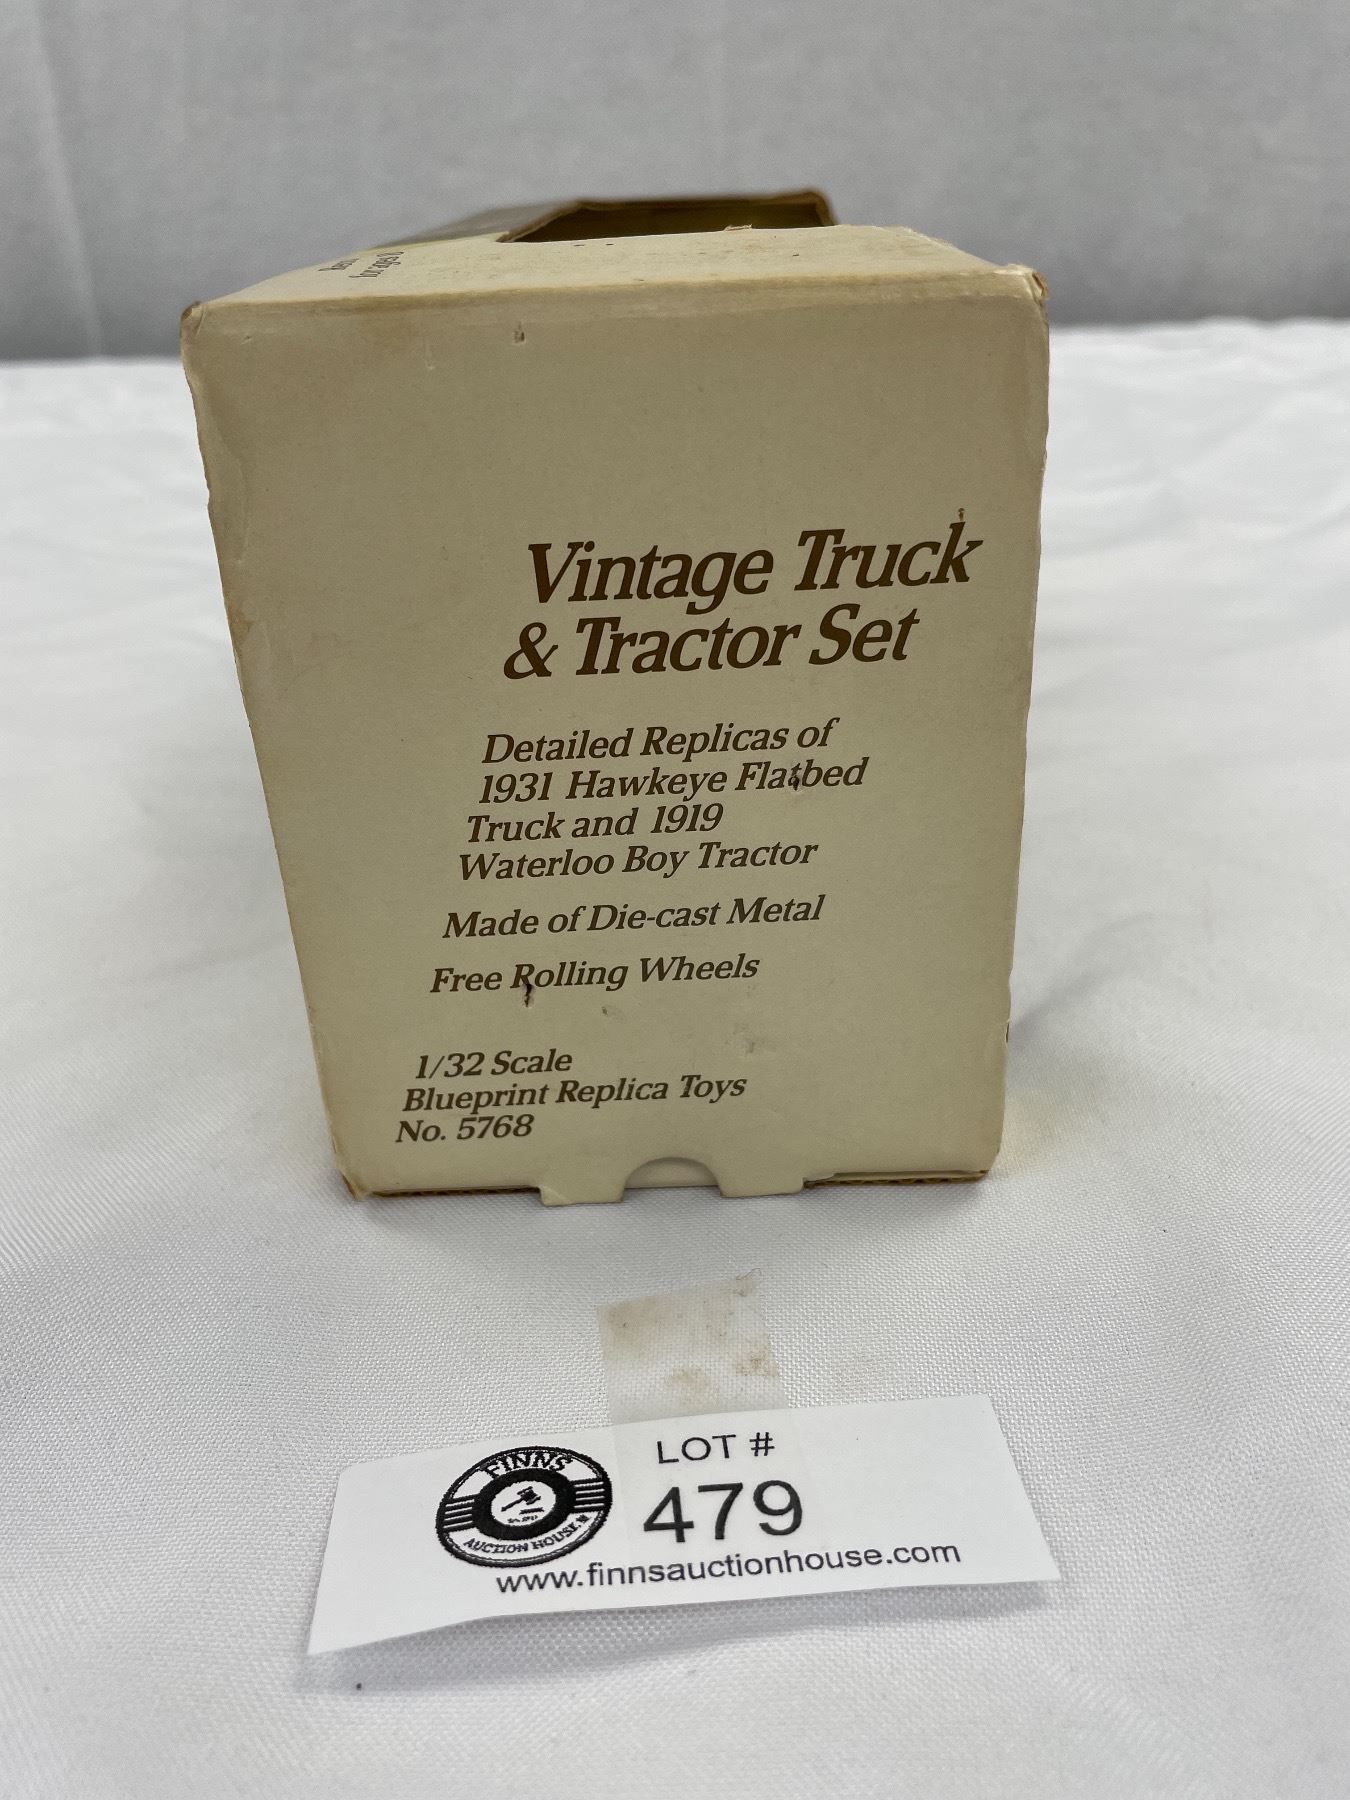 Vintage Truck
& Tractor Set
Detailed Replicas of
1931 Hawkeye Flatbed
Truck and 1919
Waterloo Boy Tractor
Made of Die-cast Metal
Free Rolling Wheels
1/32 Scale
Blueprint Replica Toys
No. 5768
FINNS
AUCTION HOUSE
LOT #
479
www.finnsauctionhouse.com